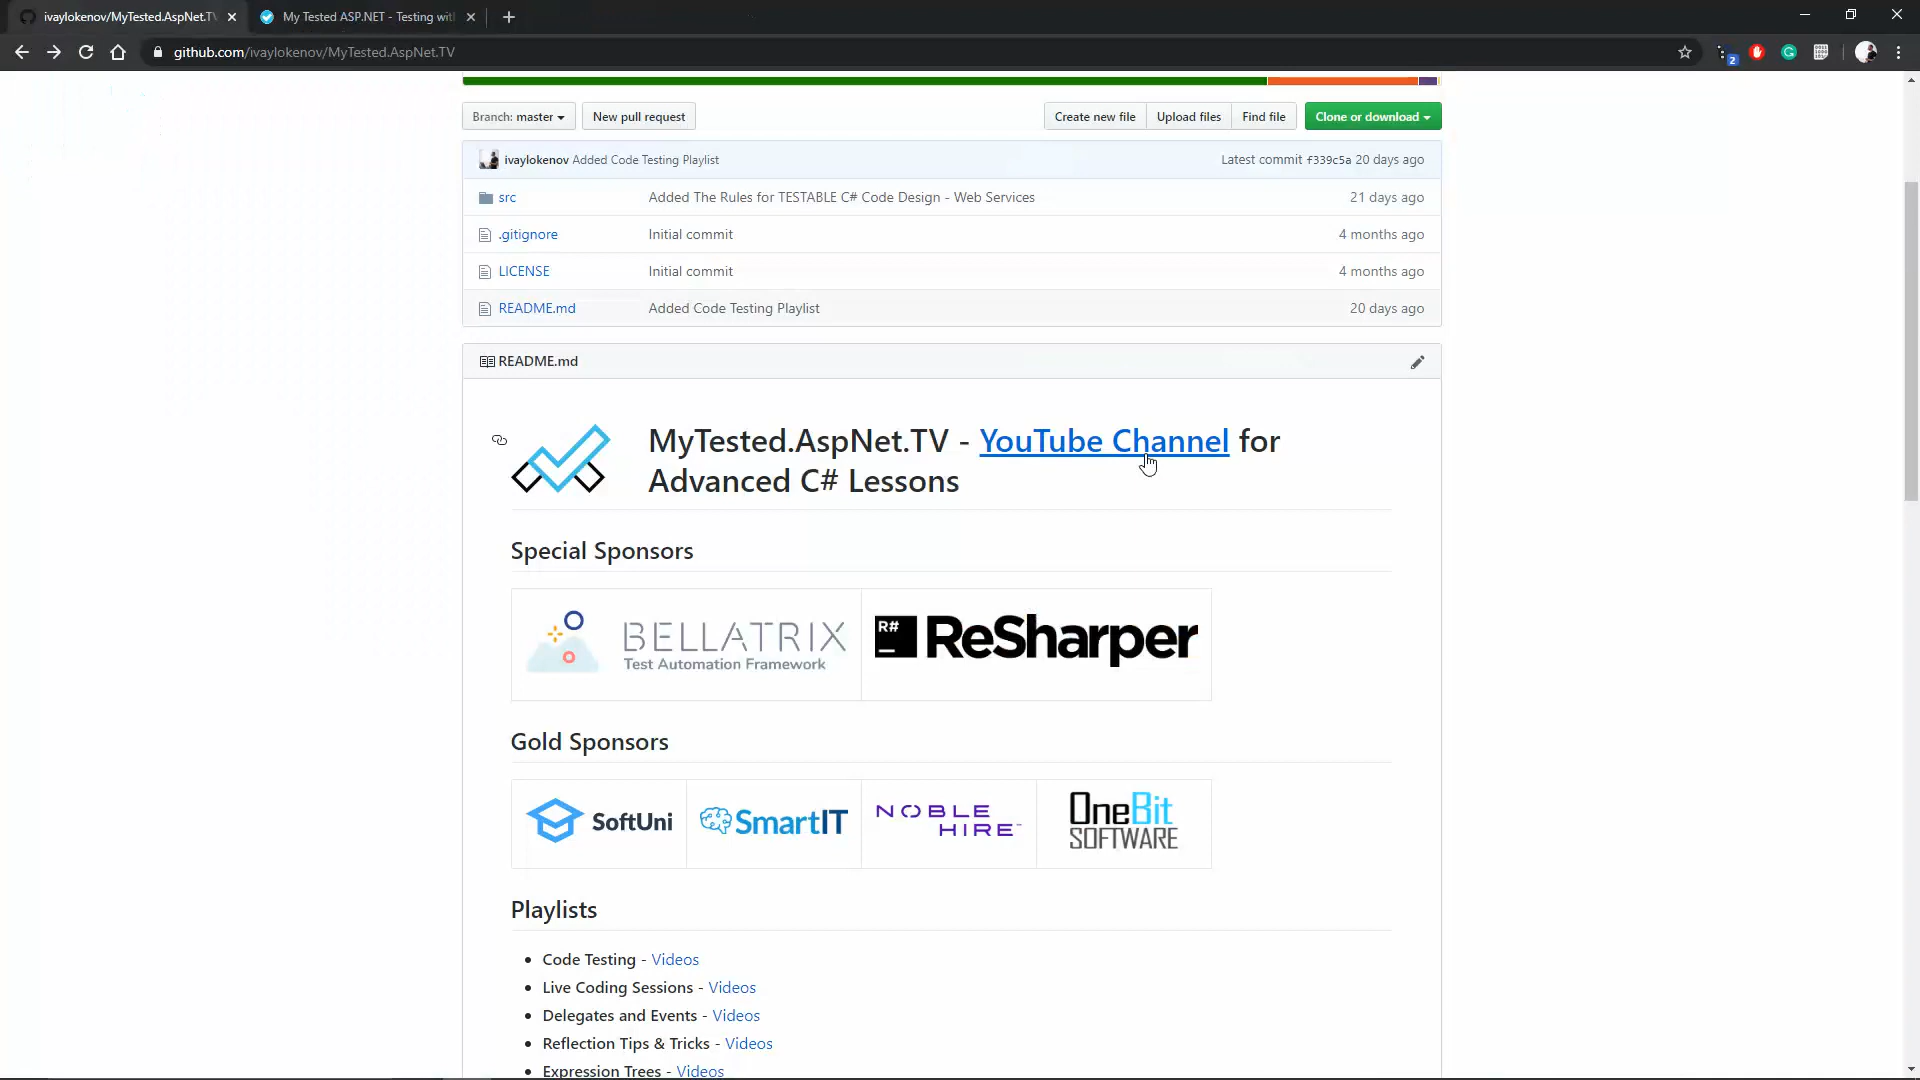 ivaylokenov/MyTested.AspNet.TV
My Tested ASP.NET - Testing wit
github.com/ivaylokenov/MyTested.AspNet.TV
2
Branch: master
New pull request
Create new file
Upload files
Find file
Clone or download
ivaylokenov Added Code Testing Playlist
Latest commit f339c5a 20 days ago
src Added The Rules for TESTABLE C# Code Design - Web Services 21 days ago
.gitignore Initial commit 4 months ago
LICENSE Initial commit 4 months ago
README.md Added Code Testing Playlist 20 days ago
README.md
MyTested.AspNet.TV - YouTube Channel for
Advanced C# Lessons
Special Sponsors
BELLATRIX
Test Automation Framework
R# ReSharper
Gold Sponsors
SoftUni
SmartIT
NOBLE
HIRE™
OneBit
SOFTWARE
Playlists
Code Testing - Videos
Live Coding Sessions - Videos
Delegates and Events - Videos
Reflection Tips & Tricks - Videos
Expression Trees - Videos